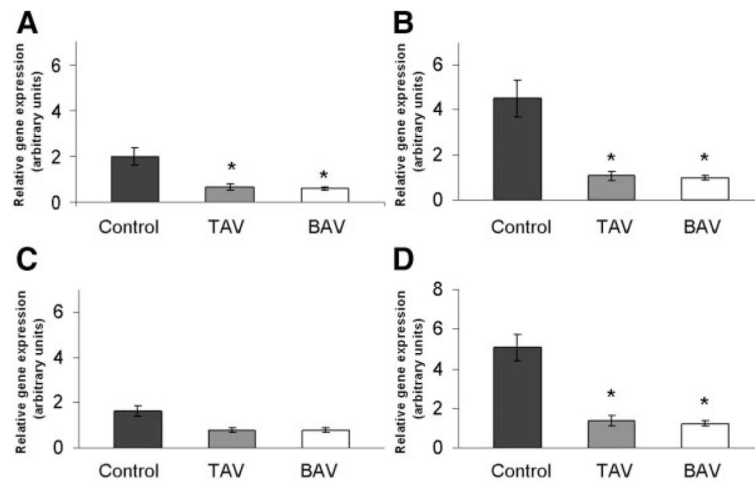 A
Relative gene expression
(arbitrary units)
6
4
2
0
*
*
Control TAV BAV
B
Relative gene expression
(arbitrary units)
6
4
2
0
*
*
Control TAV BAV
C
Relative gene expression
(arbitrary units)
6
4
2
0
Control TAV BAV
D
Relative gene expression
(arbitrary units)
8
6
4
2
0
*
*
Control TAV BAV